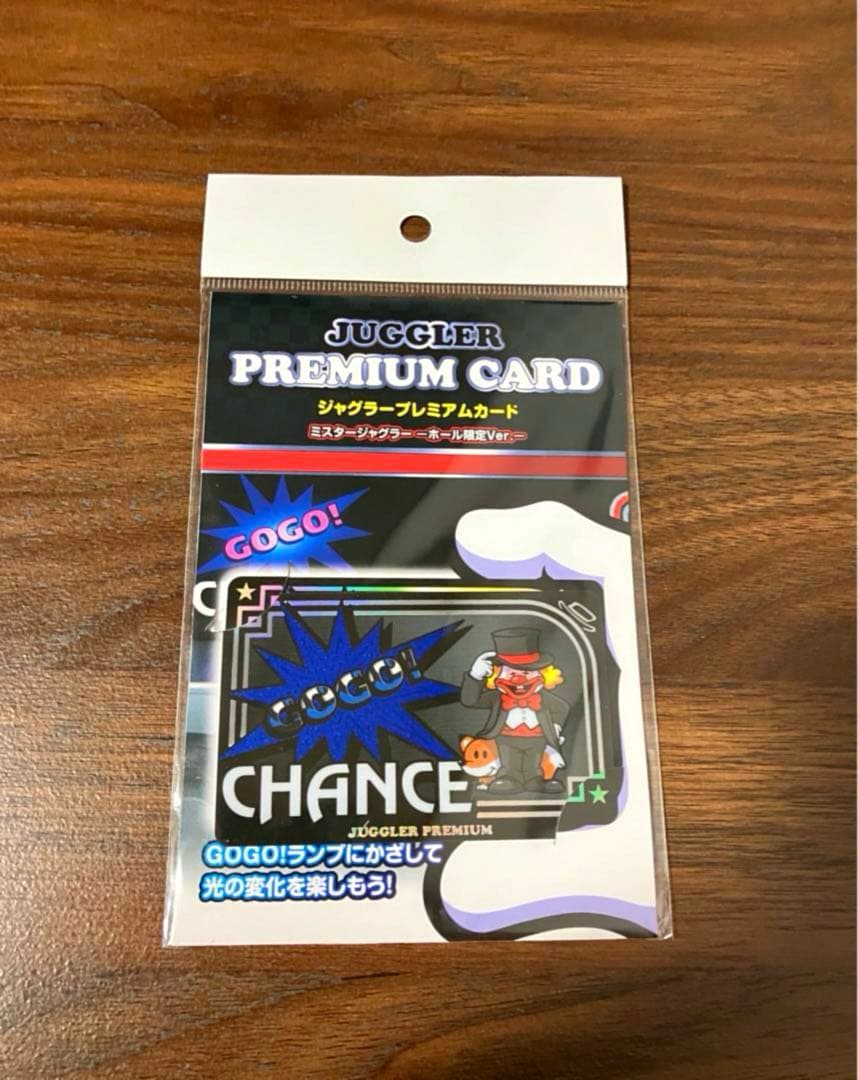 JUGGLER
PREMIUM CARD
ジャグラープレミアムカード
ミスタージャグラー ーホール限定Ver.ー
GOGO!
C
GOGO!
CHANCE
JUGGLER PREMIUM
GOGO!ランプにかざして
光の変化を楽しもう!